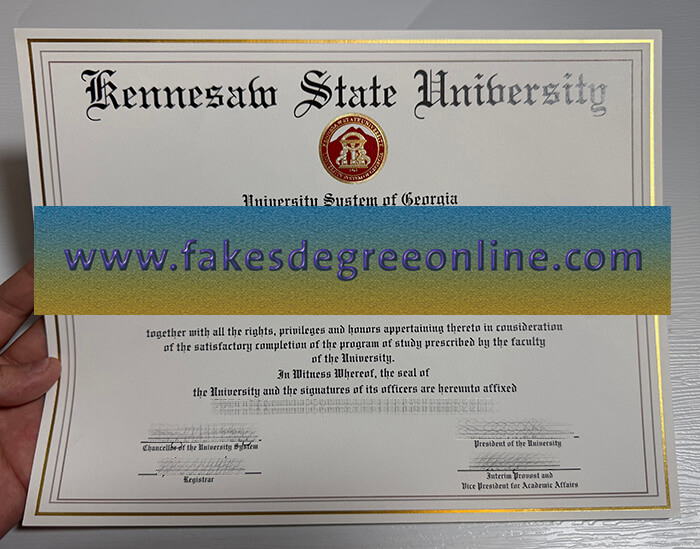 Kennesaw State University
University System of Georgia
www.fakesdegreeonline.com
together with all the rights, privileges and honors appertaining thereto in consideration
of the satisfactory completion of the program of study prescribed by the faculty
of the University.
In Witness Whereof, the seal of
the University and the signatures of its officers are hereunto affixed
Chancellor of the University System
President of the University
Registrar
Interim Provost and
Vice President for Academic Affairs